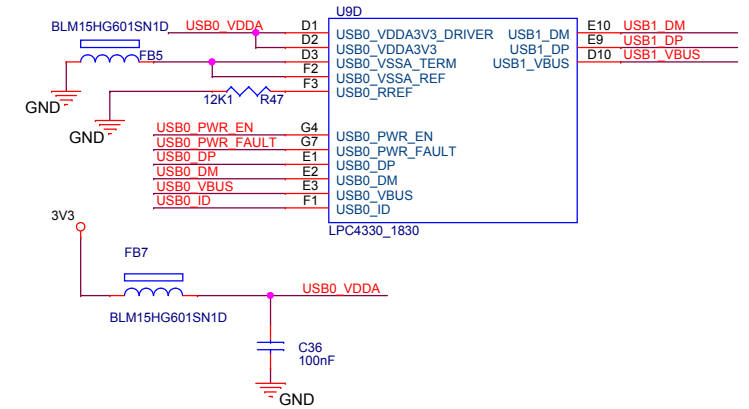 U9D
BLM15HG601SN1D
USB0_VDDA
D1
USB0_VDDA3V3_DRIVER
USB1_DM
E10
USB1_DM
D2
USB0_VDDA3V3
USB1_DP
E9
USB1_DP
FB5
D3
USB0_VSSA_TERM
USB1_VBUS
D10
USB1_VBUS
F2
USB0_VSSA_REF
F3
USB0_RREF
GND
12K1
R47
GND
USB0_PWR_EN
G4
USB0_PWR_EN
USB0_PWR_FAULT
G7
USB0_PWR_FAULT
USB0_DP
E1
USB0_DP
USB0_DM
E2
USB0_DM
USB0_VBUS
E3
USB0_VBUS
USB0_ID
F1
USB0_ID
LPC4330_1830
3V3
FB7
USB0_VDDA
BLM15HG601SN1D
C36
100nF
GND